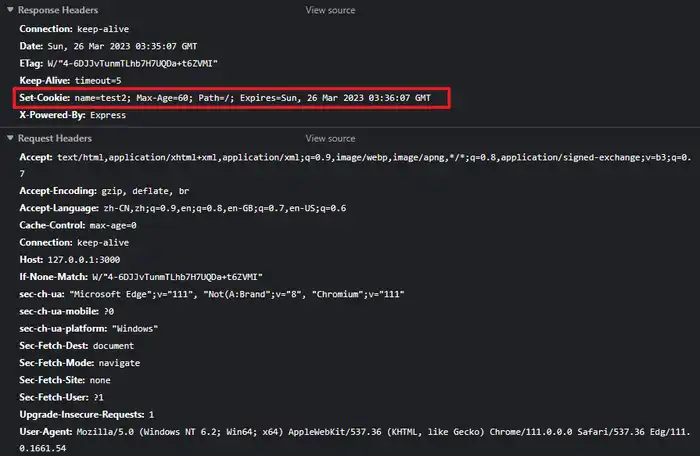 Response Headers View source
Connection: keep-alive
Date: Sun, 26 Mar 2023 03:35:07 GMT
ETag: W/"4-6DJJvTunmTLhb7H7UQDa+t6ZVMI"
Keep-Alive: timeout=5
Set-Cookie: name=test2; Max-Age=60; Path=/; Expires=Sun, 26 Mar 2023 03:36:07 GMT
X-Powered-By: Express
Request Headers View source
Accept: text/html,application/xhtml+xml,application/xml;q=0.9,image/webp,image/apng,*/*;q=0.8,application/signed-exchange;v=b3;q=0.
7
Accept-Encoding: gzip, deflate, br
Accept-Language: zh-CN,zh;q=0.9,en;q=0.8,en-GB;q=0.7,en-US;q=0.6
Cache-Control: max-age=0
Connection: keep-alive
Host: 127.0.0.1:3000
If-None-Match: W/"4-6DJJvTunmTLhb7H7UQDa+t6ZVMI"
sec-ch-ua: "Microsoft Edge";v="111", "Not(A:Brand";v="8", "Chromium";v="111"
sec-ch-ua-mobile: ?0
sec-ch-ua-platform: "Windows"
Sec-Fetch-Dest: document
Sec-Fetch-Mode: navigate
Sec-Fetch-Site: none
Sec-Fetch-User: ?1
Upgrade-Insecure-Requests: 1
User-Agent: Mozilla/5.0 (Windows NT 6.2; Win64; x64) AppleWebKit/537.36 (KHTML, like Gecko) Chrome/111.0.0.0 Safari/537.36 Edg/111.
0.1661.54